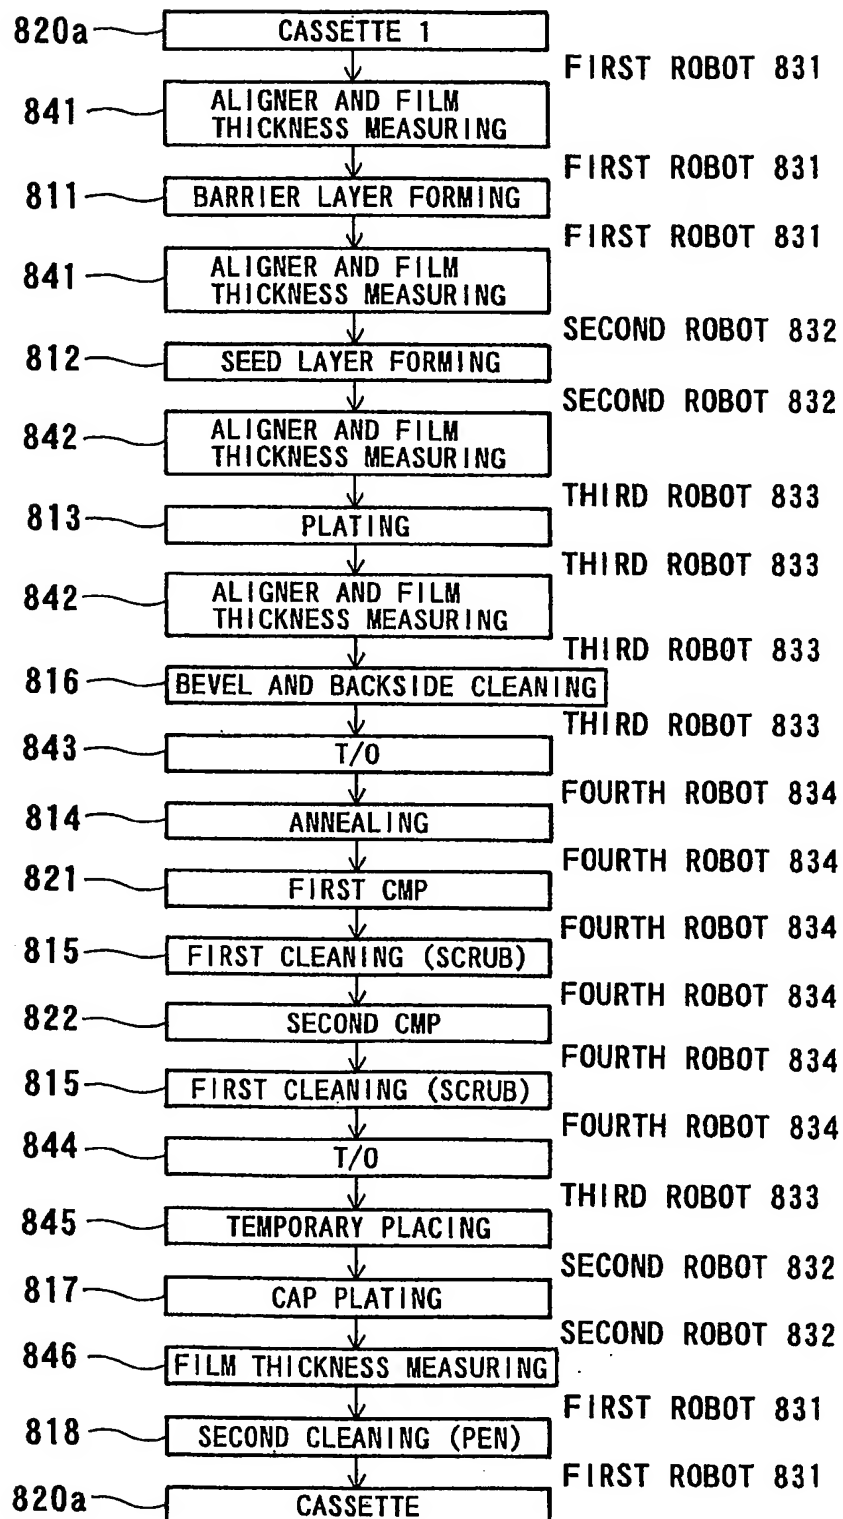 820a CASSETTE 1
FIRST ROBOT 831
841 ALIGNER AND FILM
THICKNESS MEASURING
FIRST ROBOT 831
811 BARRIER LAYER FORMING
FIRST ROBOT 831
841 ALIGNER AND FILM
THICKNESS MEASURING
SECOND ROBOT 832
812 SEED LAYER FORMING
SECOND ROBOT 832
842 ALIGNER AND FILM
THICKNESS MEASURING
THIRD ROBOT 833
813 PLATING
THIRD ROBOT 833
842 ALIGNER AND FILM
THICKNESS MEASURING
THIRD ROBOT 833
816 BEVEL AND BACKSIDE CLEANING
THIRD ROBOT 833
843 T/O
FOURTH ROBOT 834
814 ANNEALING
FOURTH ROBOT 834
821 FIRST CMP
FOURTH ROBOT 834
815 FIRST CLEANING (SCRUB)
FOURTH ROBOT 834
822 SECOND CMP
FOURTH ROBOT 834
815 FIRST CLEANING (SCRUB)
FOURTH ROBOT 834
844 T/O
THIRD ROBOT 833
845 TEMPORARY PLACING
SECOND ROBOT 832
817 CAP PLATING
SECOND ROBOT 832
846 FILM THICKNESS MEASURING
FIRST ROBOT 831
818 SECOND CLEANING (PEN)
FIRST ROBOT 831
820a CASSETTE